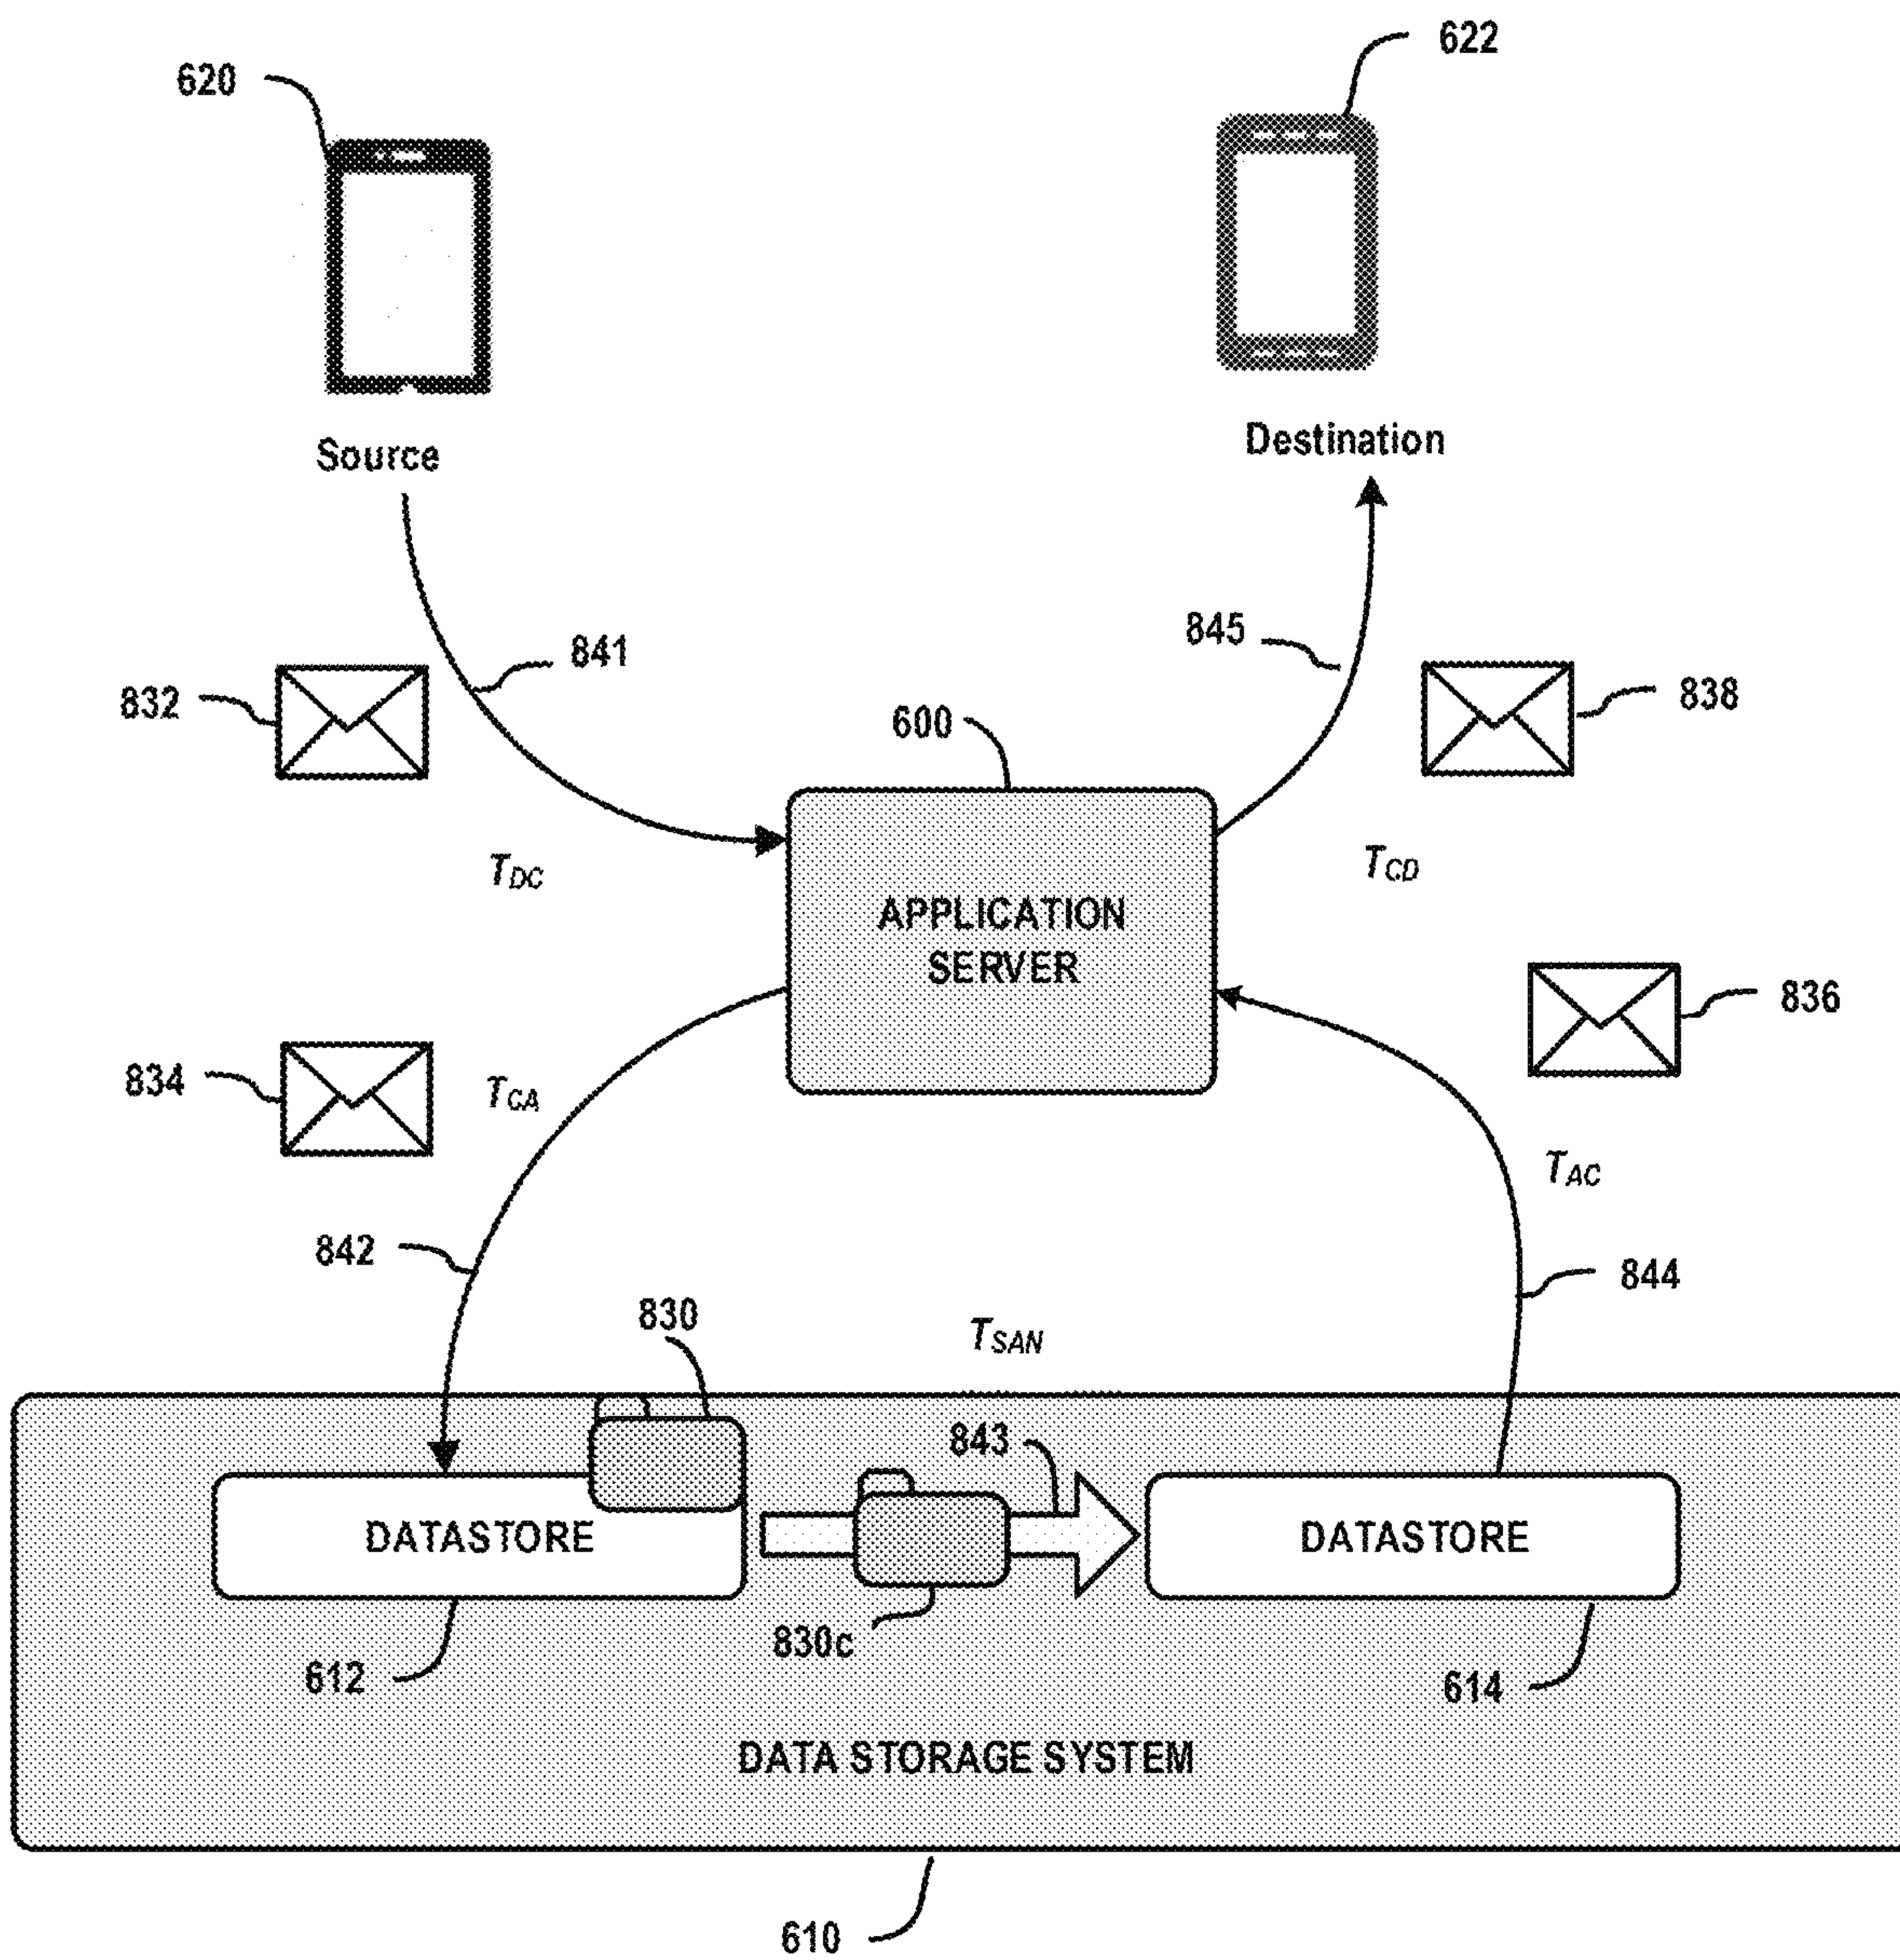 622
620
Source
Destination
841
845
832
838
600
T_DC
T_CD
APPLICATION
SERVER
836
834
T_CA
T_AC
842
844
830
T_SAN
843
DATASTORE
DATASTORE
830c
612
614
DATA STORAGE SYSTEM
610